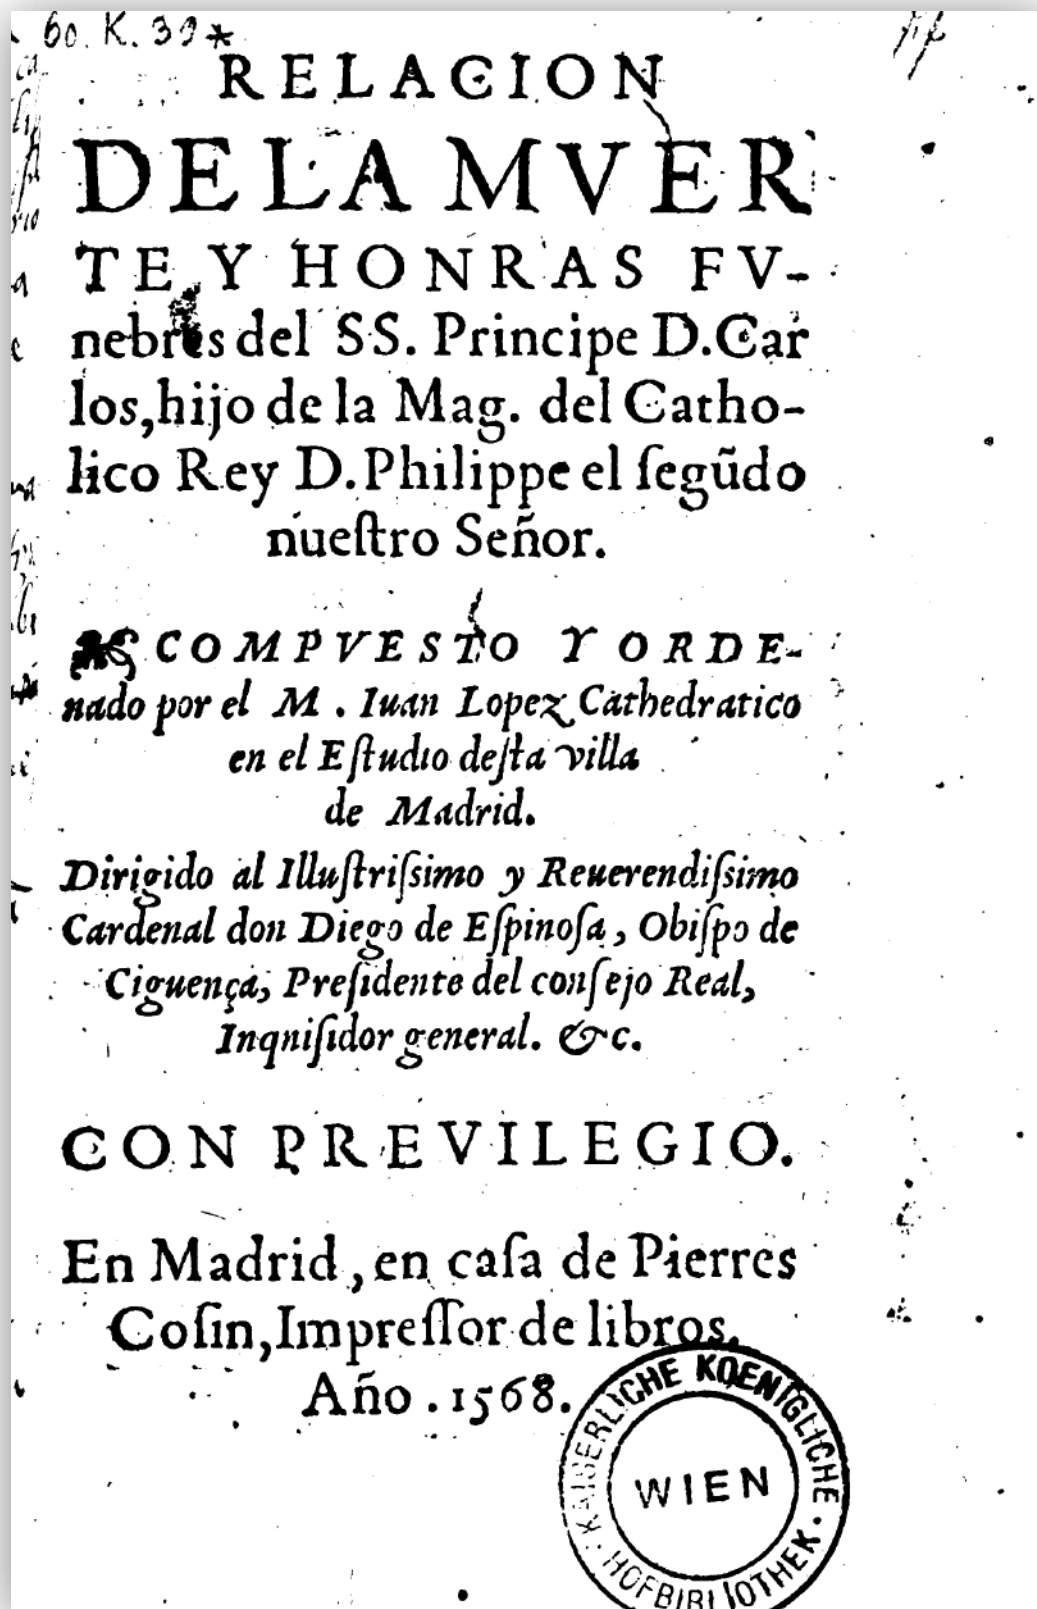 60. K. 39*
RELACION
DE LA MVER
TE, Y HONRAS FV-
nebres del SS. Principe D. Car
los, hijo de la Mag. del Catho-
lico Rey D. Philippe el ſegũdo
nueſtro Señor.
COMPVESTO Y ORDE-
nado por el M. Iuan Lopez Cathedratico
en el Eſtudio deſta villa
de Madrid.
Dirigido al Illuſtriſsimo y Reuerendiſsimo
Cardenal don Diego de Eſpinoſa, Obiſpo de
Ciguença, Preſidente del conſejo Real,
Inqniſidor general. &c.
CON PREVILEGIO.
En Madrid, en caſa de Pierres
Coſin, Impreſſor de libros.
Año. 1568.
KAISERLICHE KOENIGLICHE
WIEN
HOFBIBLIOTHEK